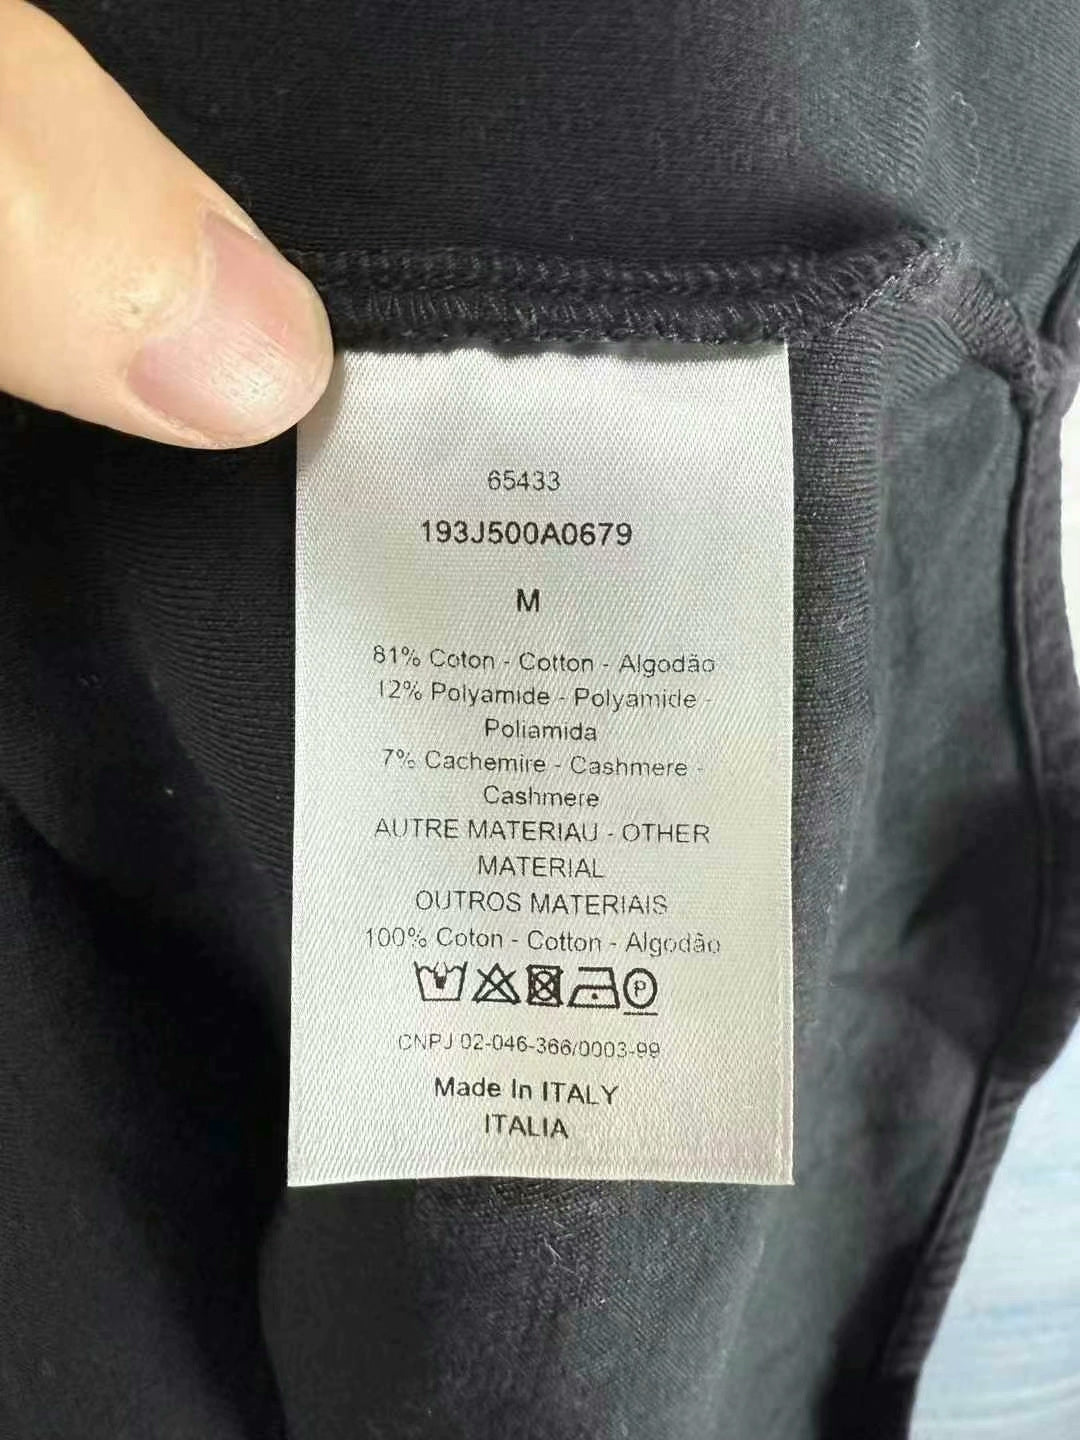 65433
193J500A0679
M
81% Coton - Cotton - Algodão
12% Polyamide - Polyamide -
Poliamida
7% Cachemire - Cashmere -
Cashmere
AUTRE MATERIAU - OTHER
MATERIAL
OUTROS MATERIAIS
100% Coton - Cotton - Algodão
P
CNPJ 02-046-366/0003-99
Made In ITALY
ITALIA